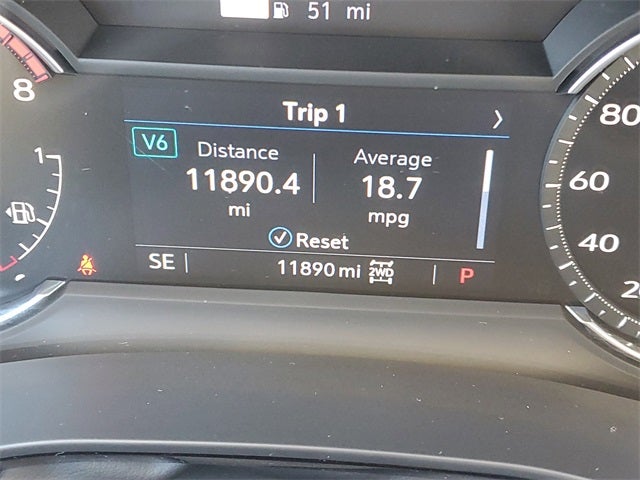 51 mi
Trip 1
V6
Distance
Average
11890.4
18.7
mi
mpg
Reset
SE
11890 mi
2WD
P
8
1
80
60
40
20